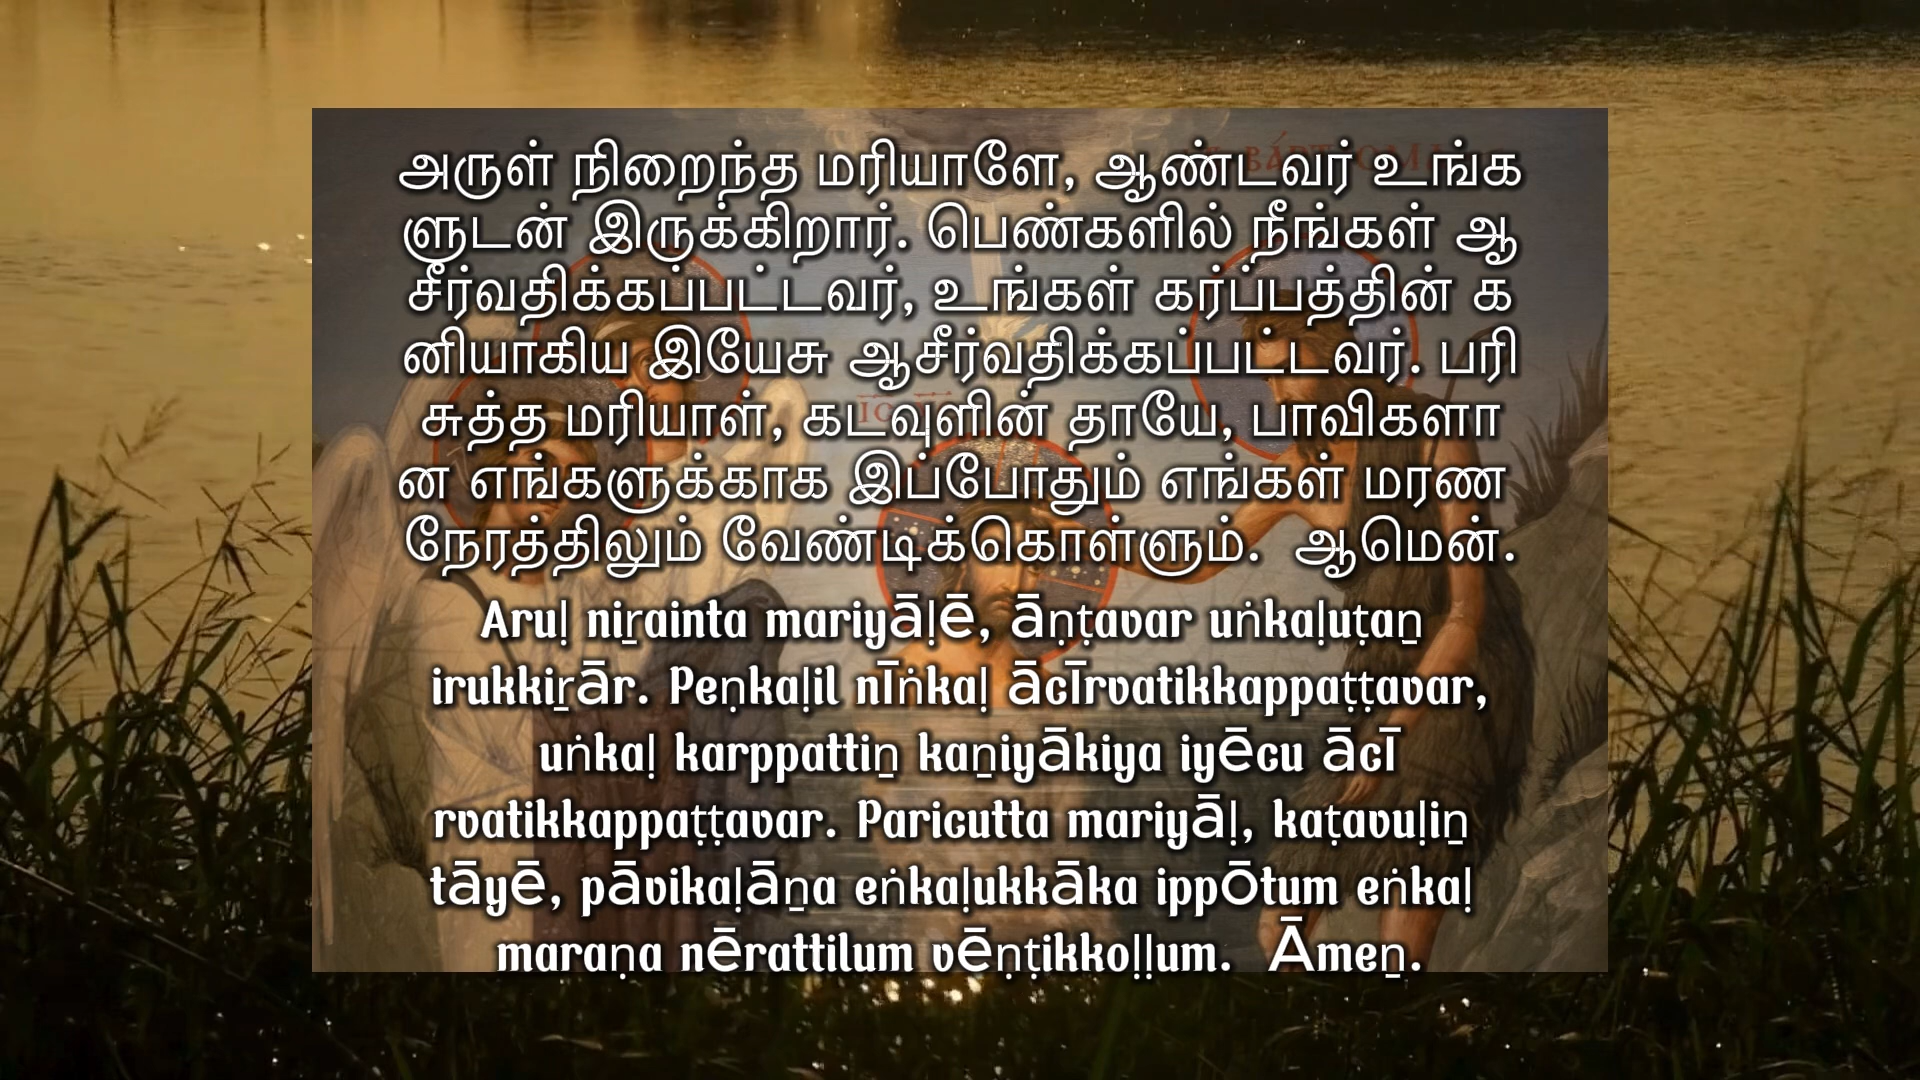 அருள் நிறைந்த மரியாளே, ஆண்டவர் உங்க
ளுடன் இருக்கிறார். பெண்களில் நீங்கள் ஆ
சீர்வதிக்கப்பட்டவர், உங்கள் கர்ப்பத்தின் க
னியாகிய இயேசு ஆசீர்வதிக்கப்பட்டவர். பரி
சுத்த மரியாள், கடவுளின் தாயே, பாவிகளா
ன எங்களுக்காக இப்போதும் எங்கள் மரண
நேரத்திலும் வேண்டிக்கொள்ளும்.  ஆமென்.
Aruḷ niṟainta mariyāḷē, āṇṭavar uṅkaḷuṭaṉ
irukkiṟār. Peṇkaḷil nīṅkaḷ ācīrvatikkappaṭṭavar,
uṅkaḷ karppattiṉ kaṉiyākiya iyēcu ācī
rvatikkappaṭṭavar. Paricutta mariyāḷ, kaṭavuḷiṉ
tāyē, pāvikaḷāṉa eṅkaḷukkāka ippōtum eṅkaḷ
maraṇa nērattilum vēṇṭikkoḷḷum.  Āmeṉ.